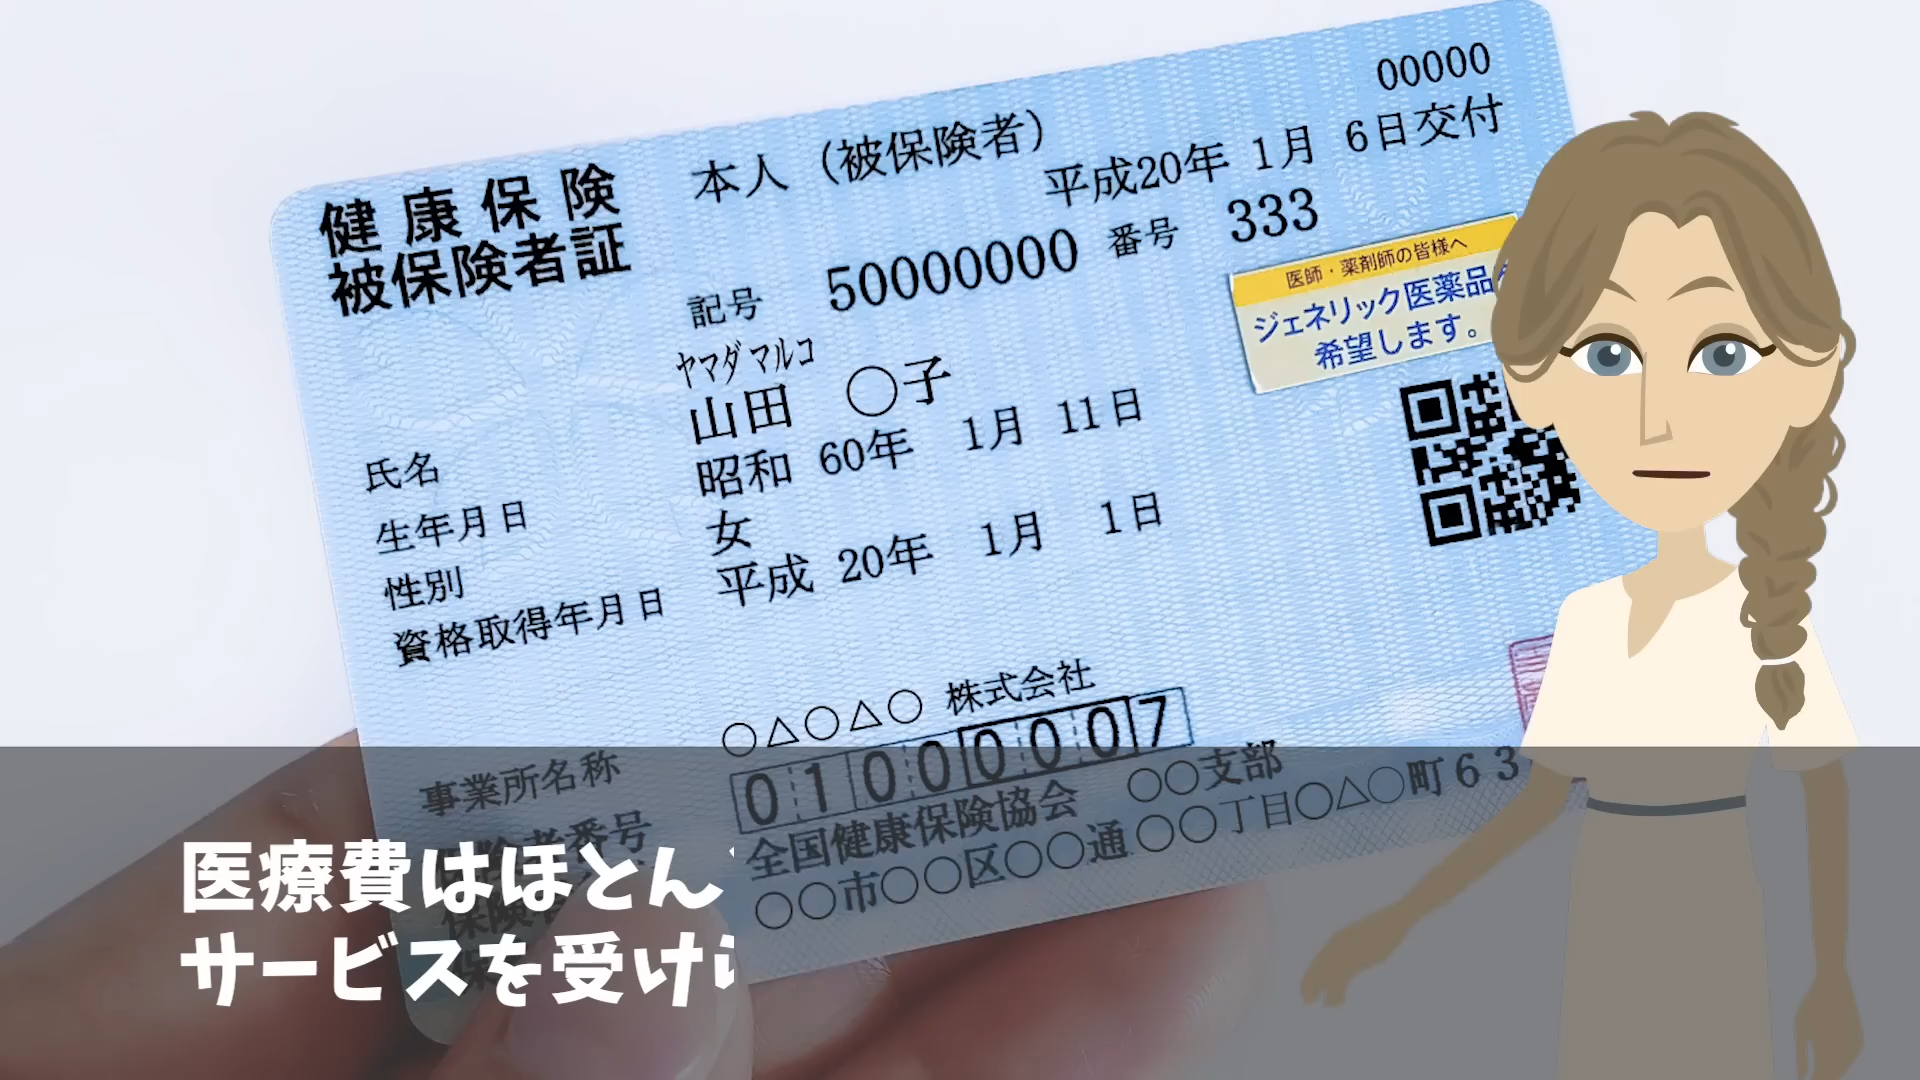 00000
健康保険
被保険者証
本人（被保険者）
平成20年 1月 6日交付
記号 50000000 番号 333
医師・薬剤師の皆様へ
ジェネリック医薬品
希望します。
ヤマダ マルコ
氏名 山田 ○子
生年月日 昭和 60年 1月 11日
性別 女
資格取得年月日 平成 20年 1月 1日
事業所名称 ○△○△○ 株式会社
保険者番号 01000007
全国健康保険協会 ○○支部
○○市○○区○○通○○丁目○△○町63
医療費はほとん
サービスを受け